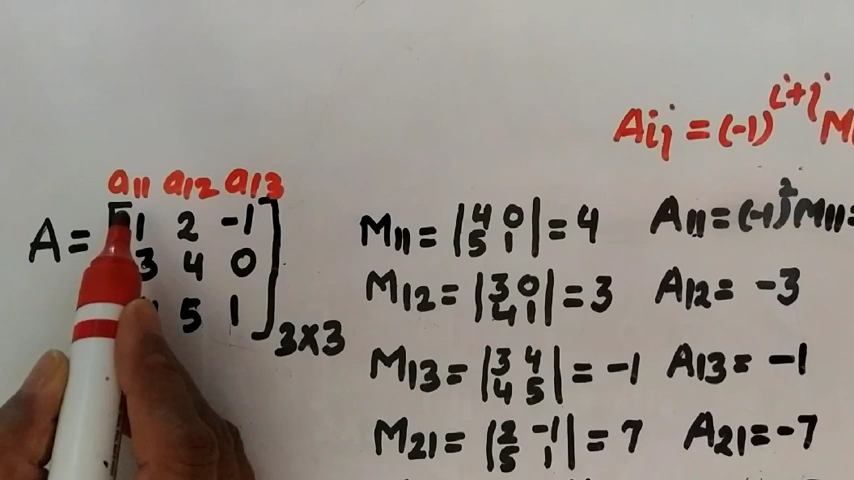 Aij = (-1)^i+j M
a11 a12 a13
A = [1 2 -1
3 4 0
5 1]3×3
M11 = |4 0
5 1| = 4 A11 = (-1)^2 M11 =
M12 = |3 0
4 1| = 3 A12 = -3
M13 = |3 4
4 5| = -1 A13 = -1
M21 = |2 -1
5 1| = 7 A21 = -7